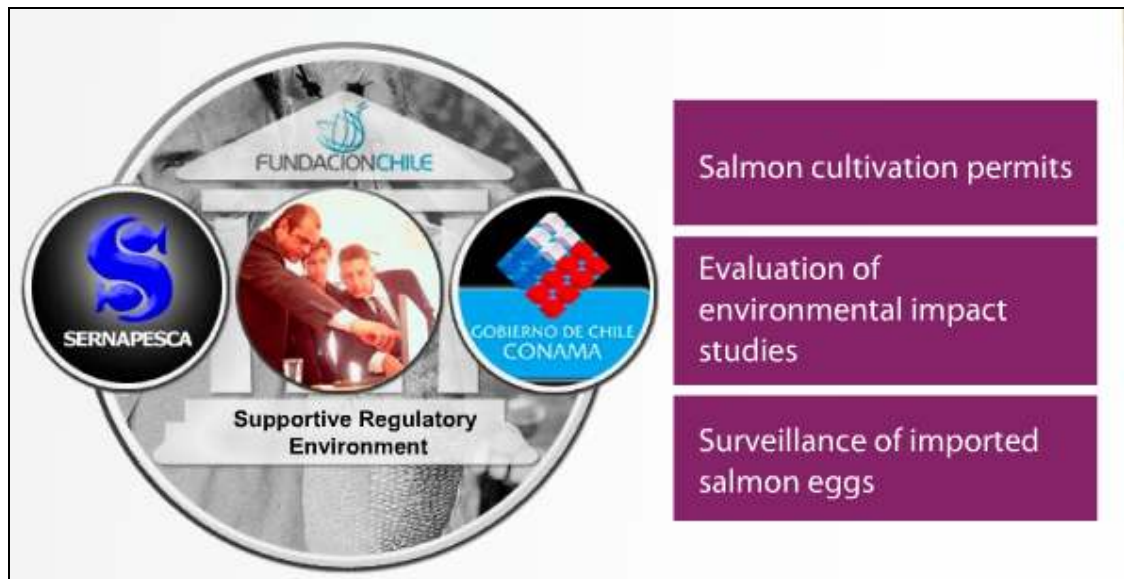 FUNDACIONCHILE
SERNAPESCA
GOBIERNO DE CHILE
CONAMA
Supportive Regulatory
Environment
Salmon cultivation permits
Evaluation of
environmental impact
studies
Surveillance of imported
salmon eggs